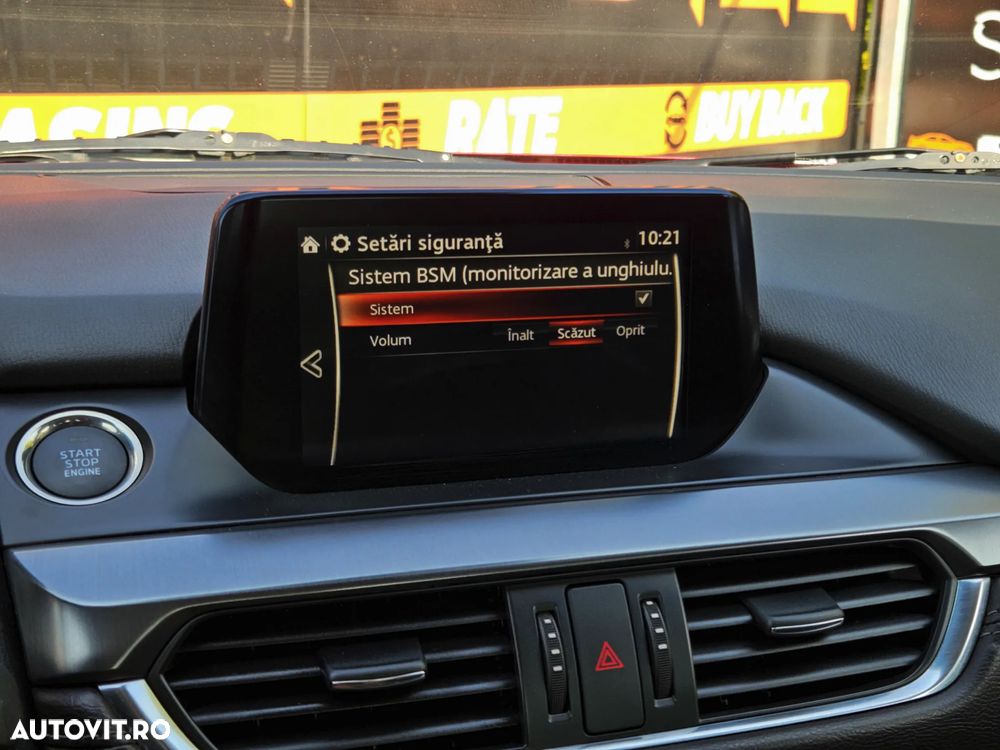 RATE
BUY BACK
Setări siguranţă
10:21
Sistem BSM (monitorizare a unghiulu.
Sistem
Volum
Înalt
Scăzut
Oprit
START
STOP
ENGINE
AUTOVIT.RO